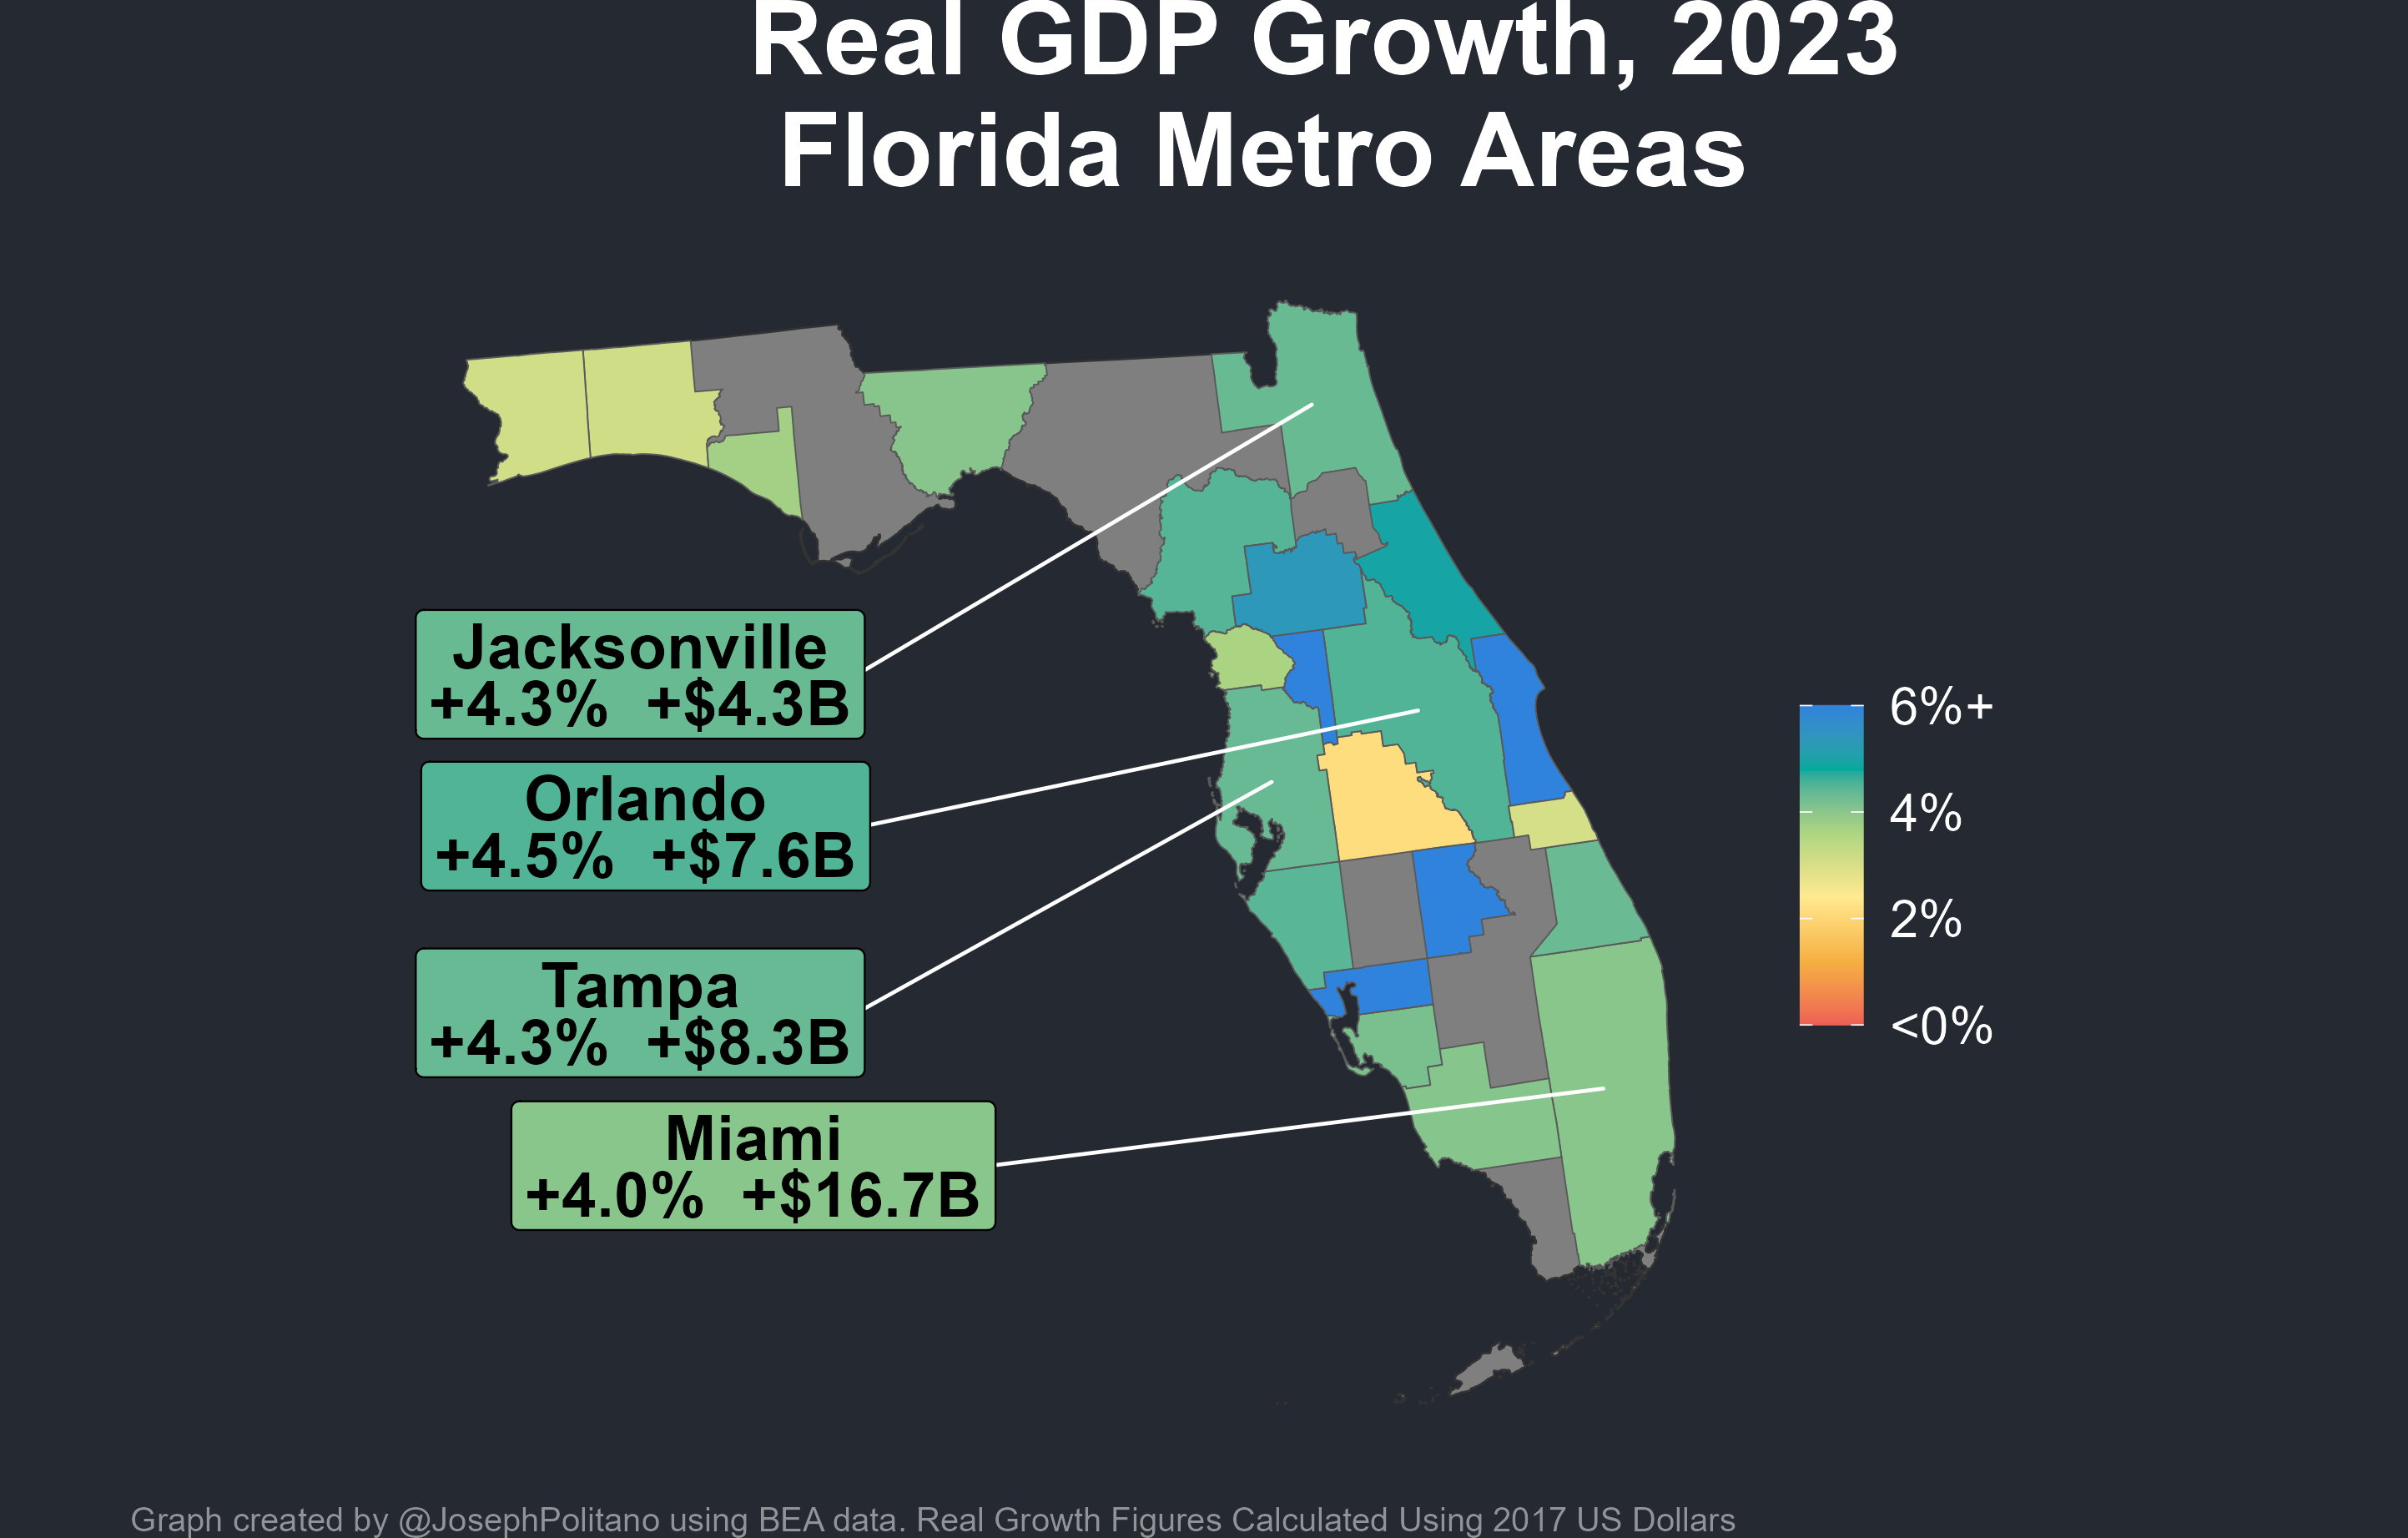 Real GDP Growth, 2023
Florida Metro Areas
Jacksonville
+4.3% +$4.3B
Orlando
+4.5% +$7.6B
Tampa
+4.3% +$8.3B
Miami
+4.0% +$16.7B
6%+
4%
2%
<0%
Graph created by @JosephPolitano using BEA data. Real Growth Figures Calculated Using 2017 US Dollars